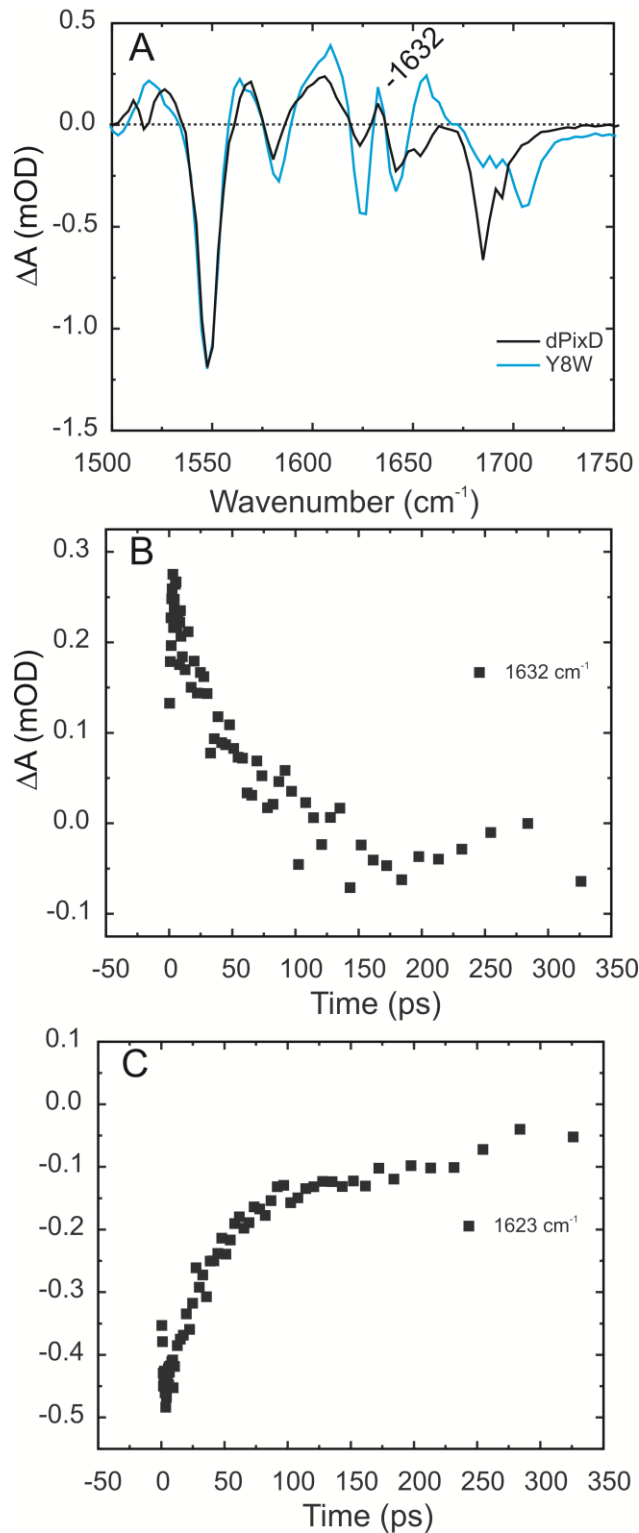 A
-1632
0.5
0.0
-0.5
-1.0
-1.5
ΔA (mOD)
dPixD
Y8W
1500 1550 1600 1650 1700 1750
Wavenumber (cm⁻¹)
B
0.3
0.2
0.1
0.0
-0.1
ΔA (mOD)
1632 cm⁻¹
-50 0 50 100 150 200 250 300 350
Time (ps)
C
0.1
0.0
-0.1
-0.2
-0.3
-0.4
-0.5
ΔA (mOD)
1623 cm⁻¹
-50 0 50 100 150 200 250 300 350
Time (ps)